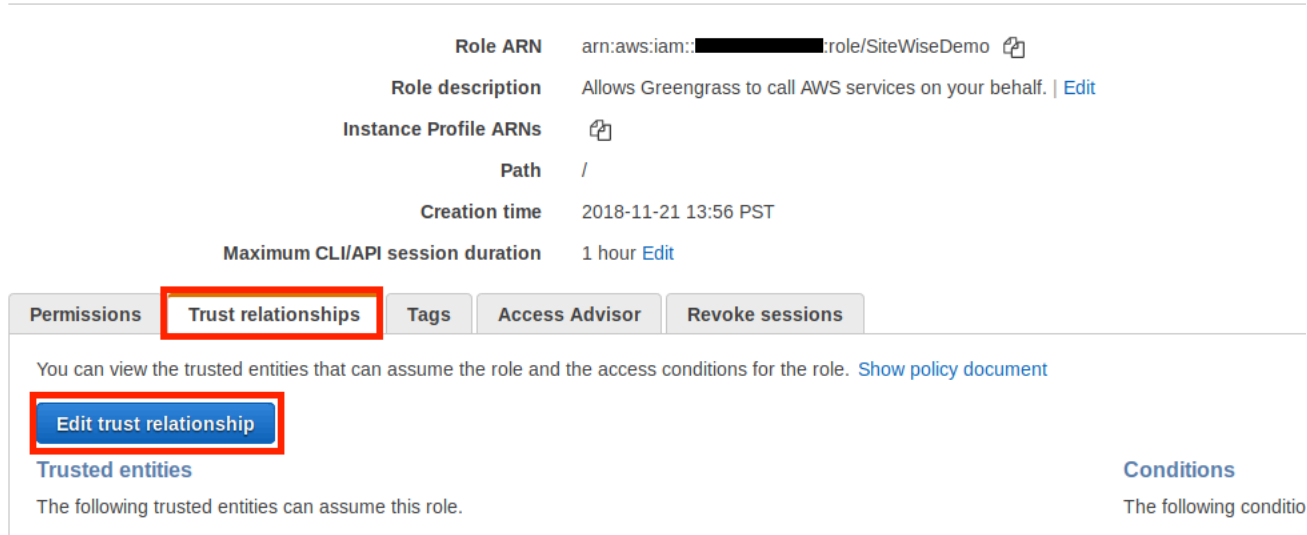 Role ARN arn:aws:iam:: :role/SiteWiseDemo
Role description Allows Greengrass to call AWS services on your behalf. | Edit
Instance Profile ARNs
Path /
Creation time 2018-11-21 13:56 PST
Maximum CLI/API session duration 1 hour Edit
Permissions Trust relationships Tags Access Advisor Revoke sessions
You can view the trusted entities that can assume the role and the access conditions for the role. Show policy document
Edit trust relationship
Trusted entities Conditions
The following trusted entities can assume this role. The following conditio